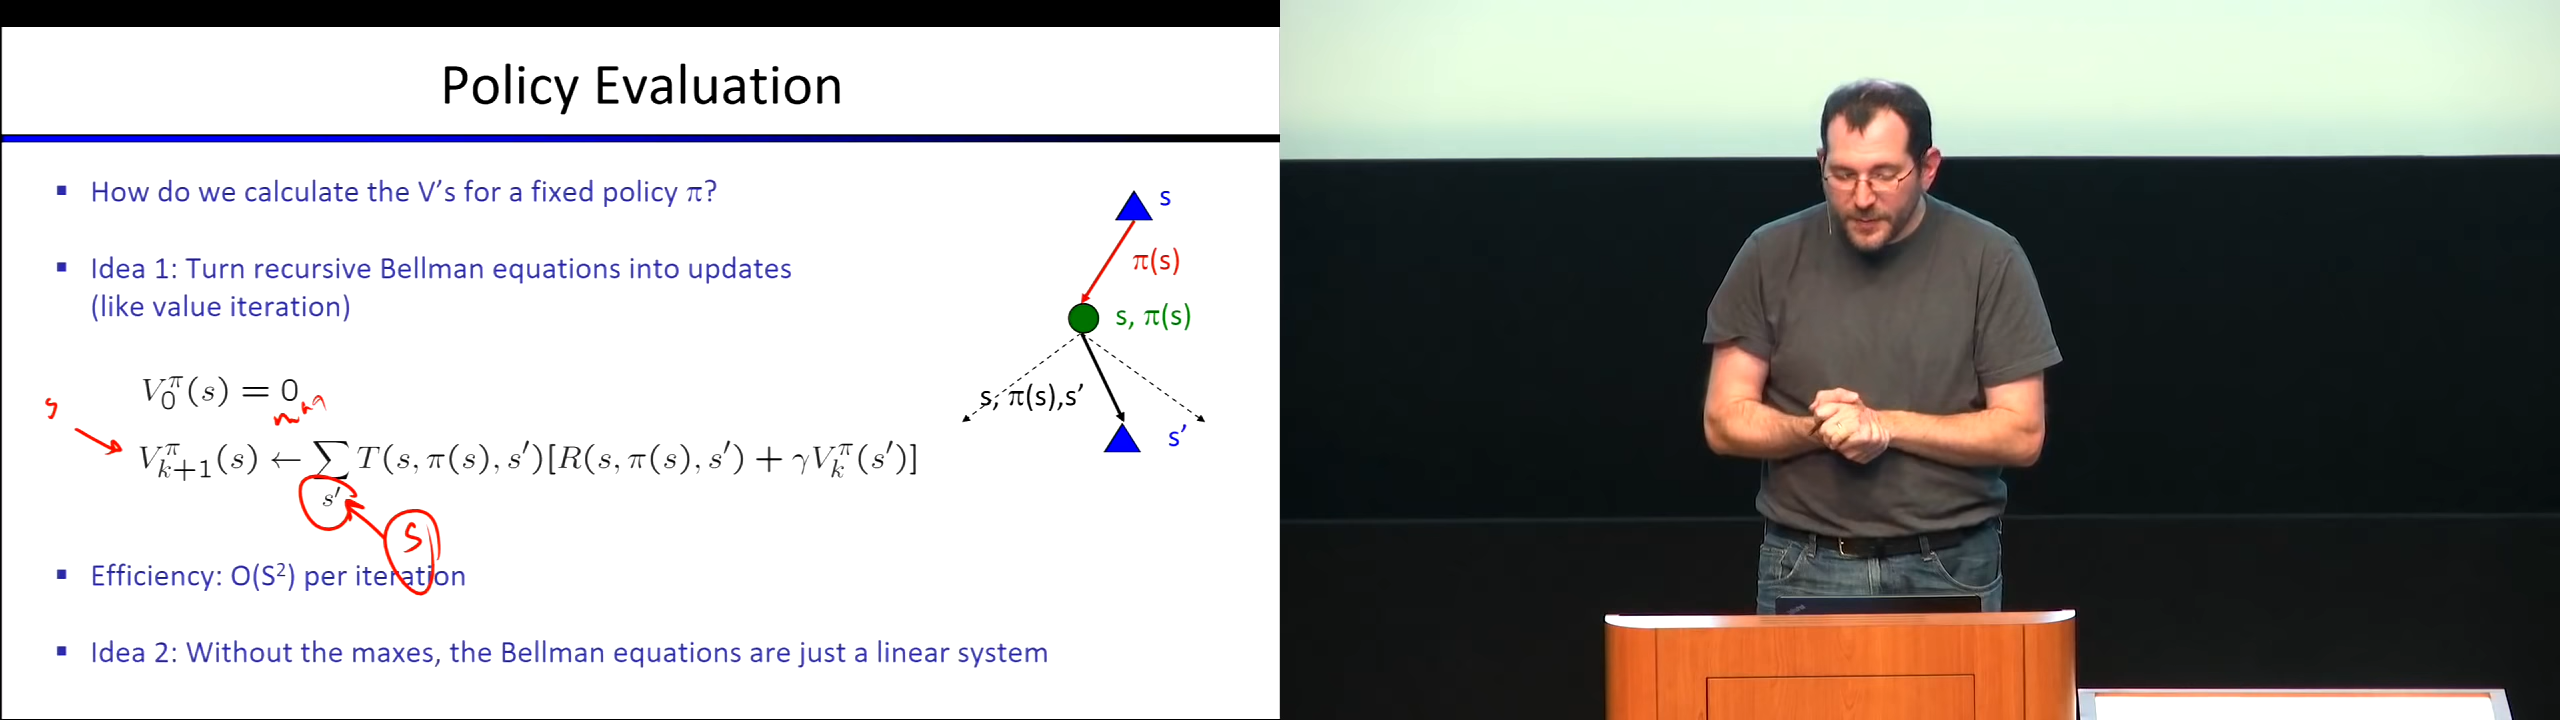 Policy Evaluation
▪ How do we calculate the V's for a fixed policy π?
▪ Idea 1: Turn recursive Bellman equations into updates
(like value iteration)
s
π(s)
s, π(s)
s, π(s),s'
s'
V₀^π(s) = 0
max
s
V_{k+1}^π(s) ← ∑_{s'} T(s, π(s), s')[R(s, π(s), s') + γV_k^π(s')]
S
▪ Efficiency: O(S²) per iteration
▪ Idea 2: Without the maxes, the Bellman equations are just a linear system